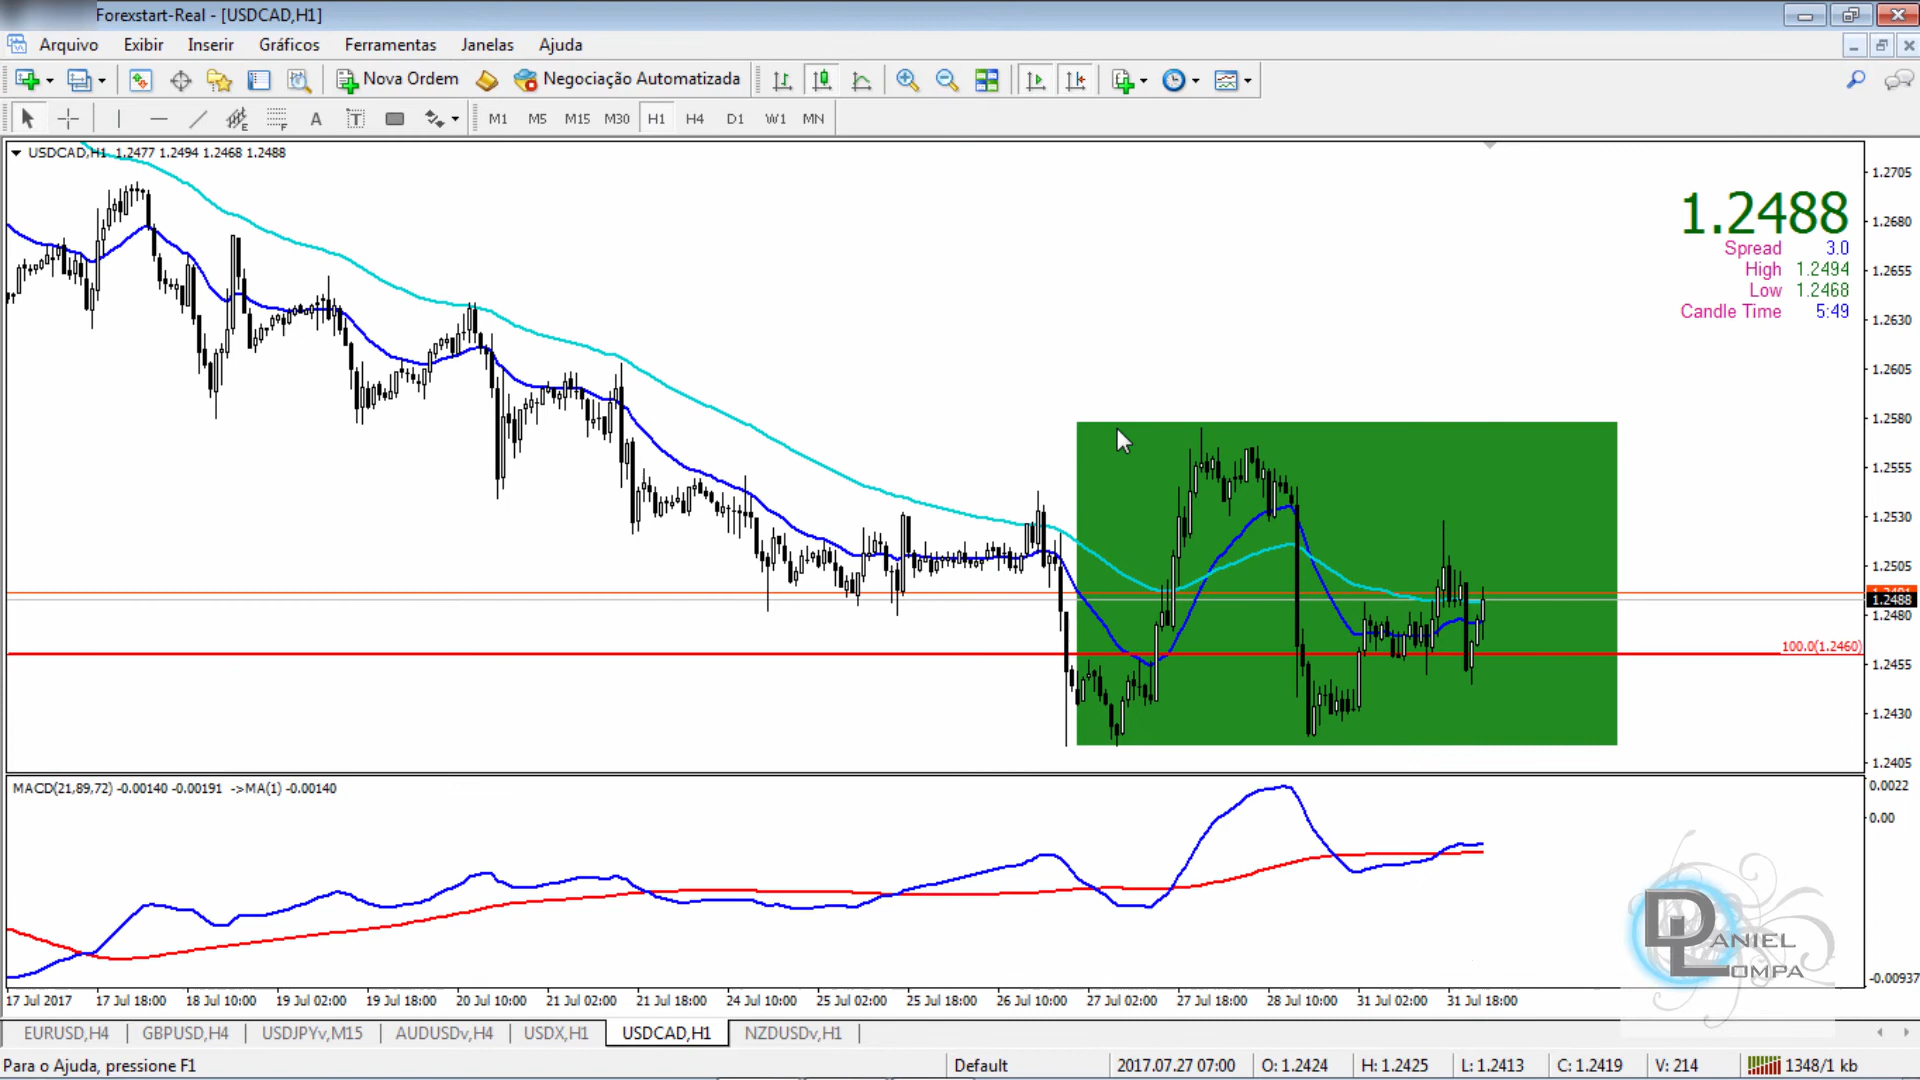 Forexstart-Real - [USDCAD,H1]
Arquivo Exibir Inserir Gráficos Ferramentas Janelas Ajuda
Nova Ordem Negociação Automatizada
E F A T M1 M5 M15 M30 H1 H4 D1 W1 MN
USDCAD,H1 1.2477 1.2494 1.2468 1.2488
1.2488
Spread 3.0
High 1.2494
Low 1.2468
Candle Time 5:49
1.2705
1.2680
1.2655
1.2630
1.2605
1.2580
1.2555
1.2530
1.2505
1.2488
1.2480
100.0(1.2460)
1.2455
1.2430
1.2405
MACD(21,89,72) -0.00140 -0.00191 ->MA(1) -0.00140
0.0022
0.00
-0.00937
DANIEL
LOMPA
17 Jul 2017 17 Jul 18:00 18 Jul 10:00 19 Jul 02:00 19 Jul 18:00 20 Jul 10:00 21 Jul 02:00 21 Jul 18:00 24 Jul 10:00 25 Jul 02:00 25 Jul 18:00 26 Jul 10:00 27 Jul 02:00 27 Jul 18:00 28 Jul 10:00 31 Jul 02:00 31 Jul 18:00
EURUSD,H4 GBPUSD,H4 USDJPYv,M15 AUDUSDv,H4 USDX,H1 USDCAD,H1 NZDUSDv,H1
Para o Ajuda, pressione F1 Default 2017.07.27 07:00 O: 1.2424 H: 1.2425 L: 1.2413 C: 1.2419 V: 214 1348/1 kb